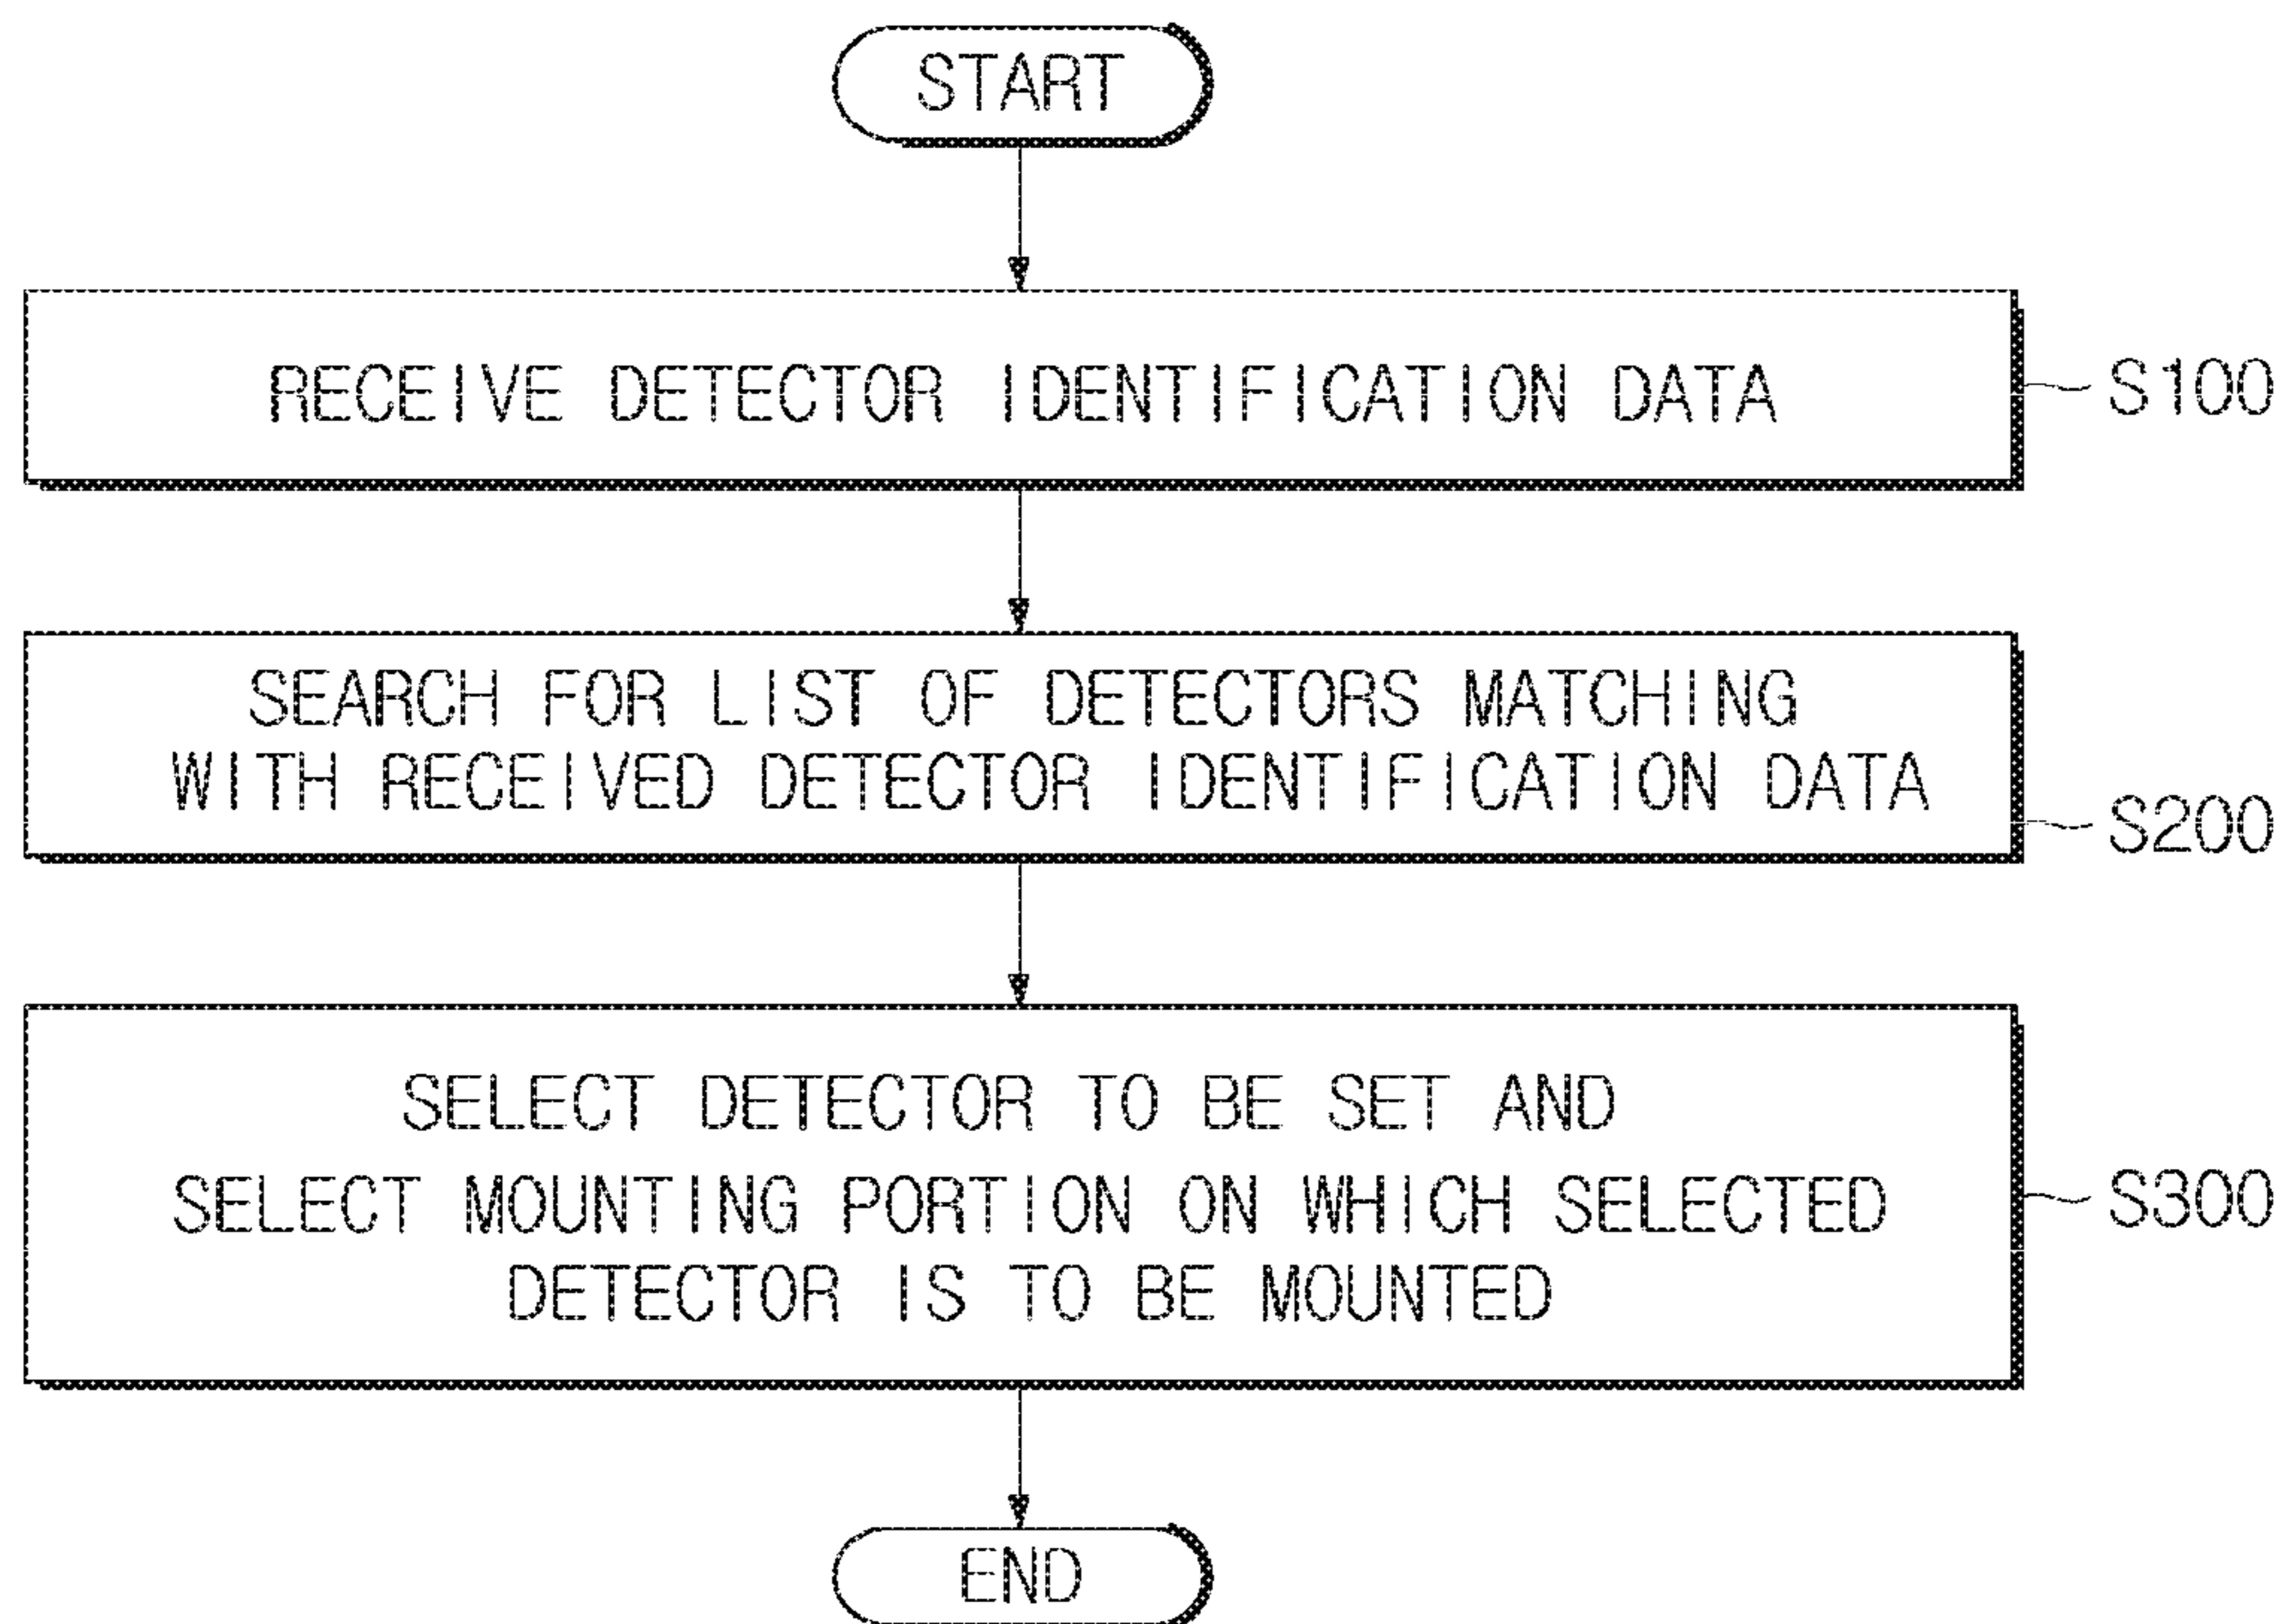 START
RECEIVE DETECTOR IDENTIFICATION DATA
S100
SEARCH FOR LIST OF DETECTORS MATCHING
WITH RECEIVED DETECTOR IDENTIFICATION DATA
S200
SELECT DETECTOR TO BE SET AND
SELECT MOUNTING PORTION ON WHICH SELECTED
DETECTOR IS TO BE MOUNTED
S300
END